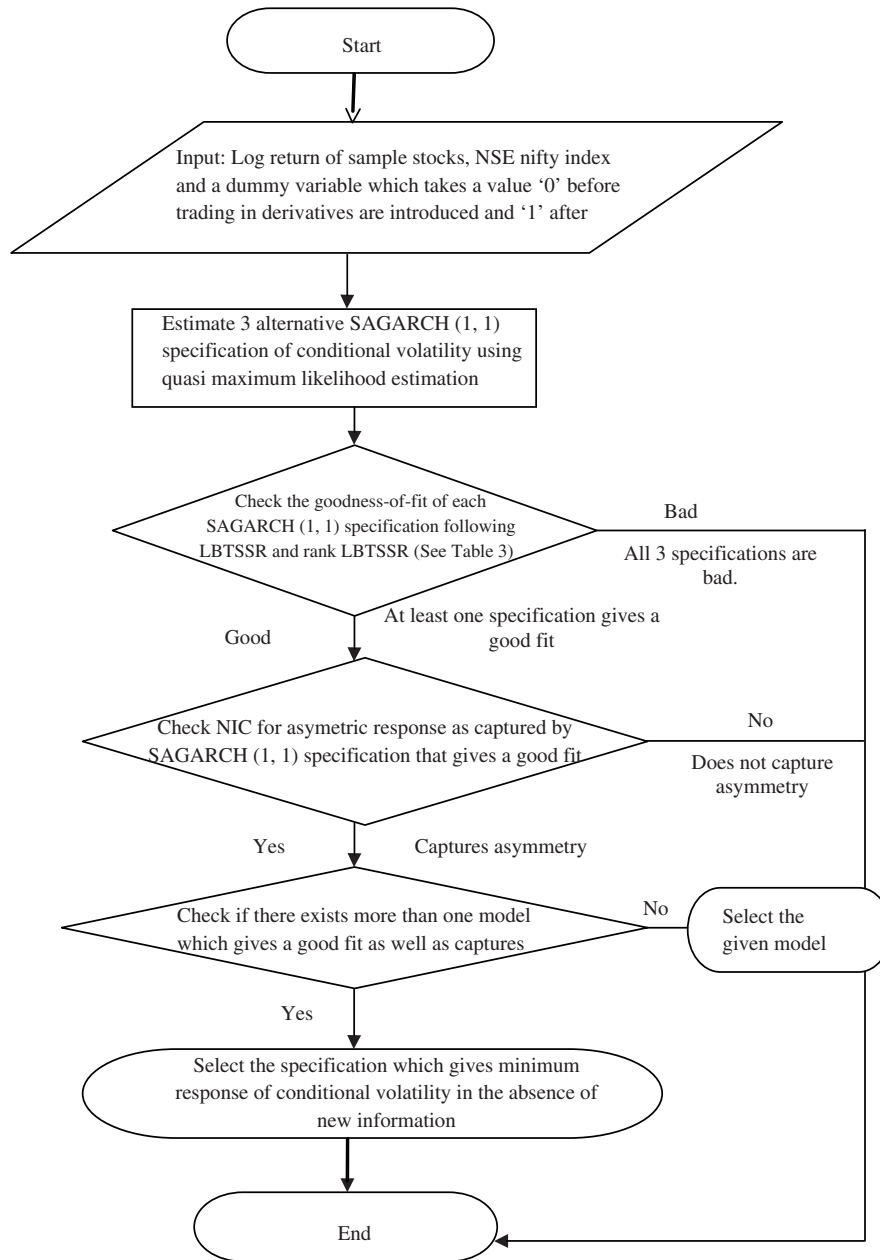 Start
Input: Log return of sample stocks, NSE nifty index
and a dummy variable which takes a value ‘0’ before
trading in derivatives are introduced and ‘1’ after
Estimate 3 alternative SAGARCH (1, 1)
specification of conditional volatility using
quasi maximum likelihood estimation
Check the goodness-of-fit of each
SAGARCH (1, 1) specification following
LBTSSR and rank LBTSSR (See Table 3)
Bad
All 3 specifications are
bad.
Good
At least one specification gives a
good fit
Check NIC for asymetric response as captured by
SAGARCH (1, 1) specification that gives a good fit
No
Does not capture
asymmetry
Yes
Captures asymmetry
Check if there exists more than one model
which gives a good fit as well as captures
No
Select the
given model
Yes
Select the specification which gives minimum
response of conditional volatility in the absence of
new information
End